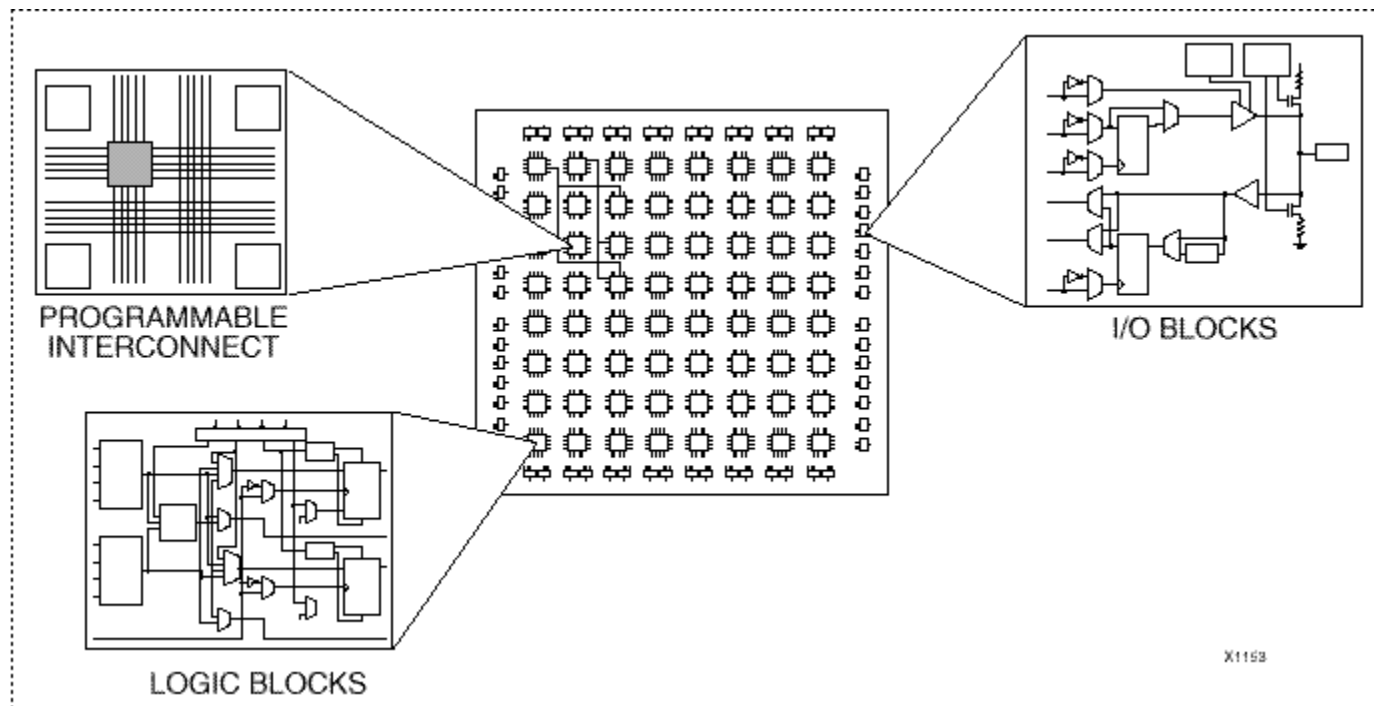 PROGRAMMABLE
INTERCONNECT
I/O BLOCKS
LOGIC BLOCKS
X1153